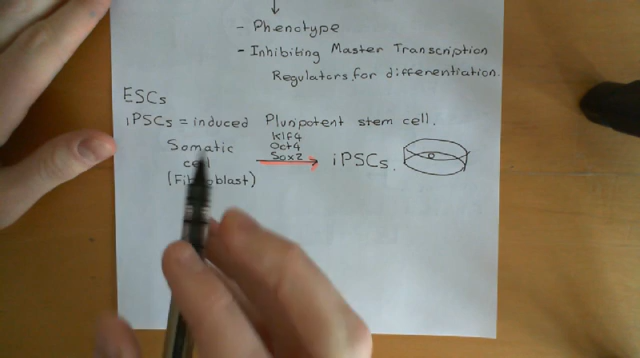 - Phenotype
- Inhibiting Master Transcription
Regulators for differentiation.
ESCs
iPSCs = induced Pluripotent stem cell.
Somatic
cell
(Fibroblast)
Klf4
Oct4
Sox2
iPSCs.